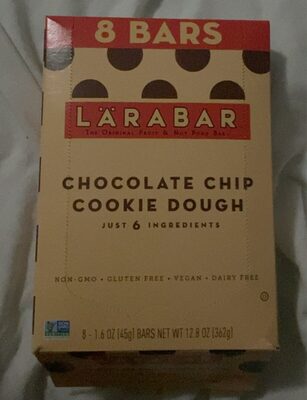 8 BARS
LÄRABAR
THE ORIGINAL FRUIT & NUT FOOD BAR
CHOCOLATE CHIP
COOKIE DOUGH
JUST 6 INGREDIENTS
NON-GMO • GLUTEN FREE • VEGAN • DAIRY FREE
8 - 1.6 OZ (45g) BARS NET WT 12.8 OZ (362g)